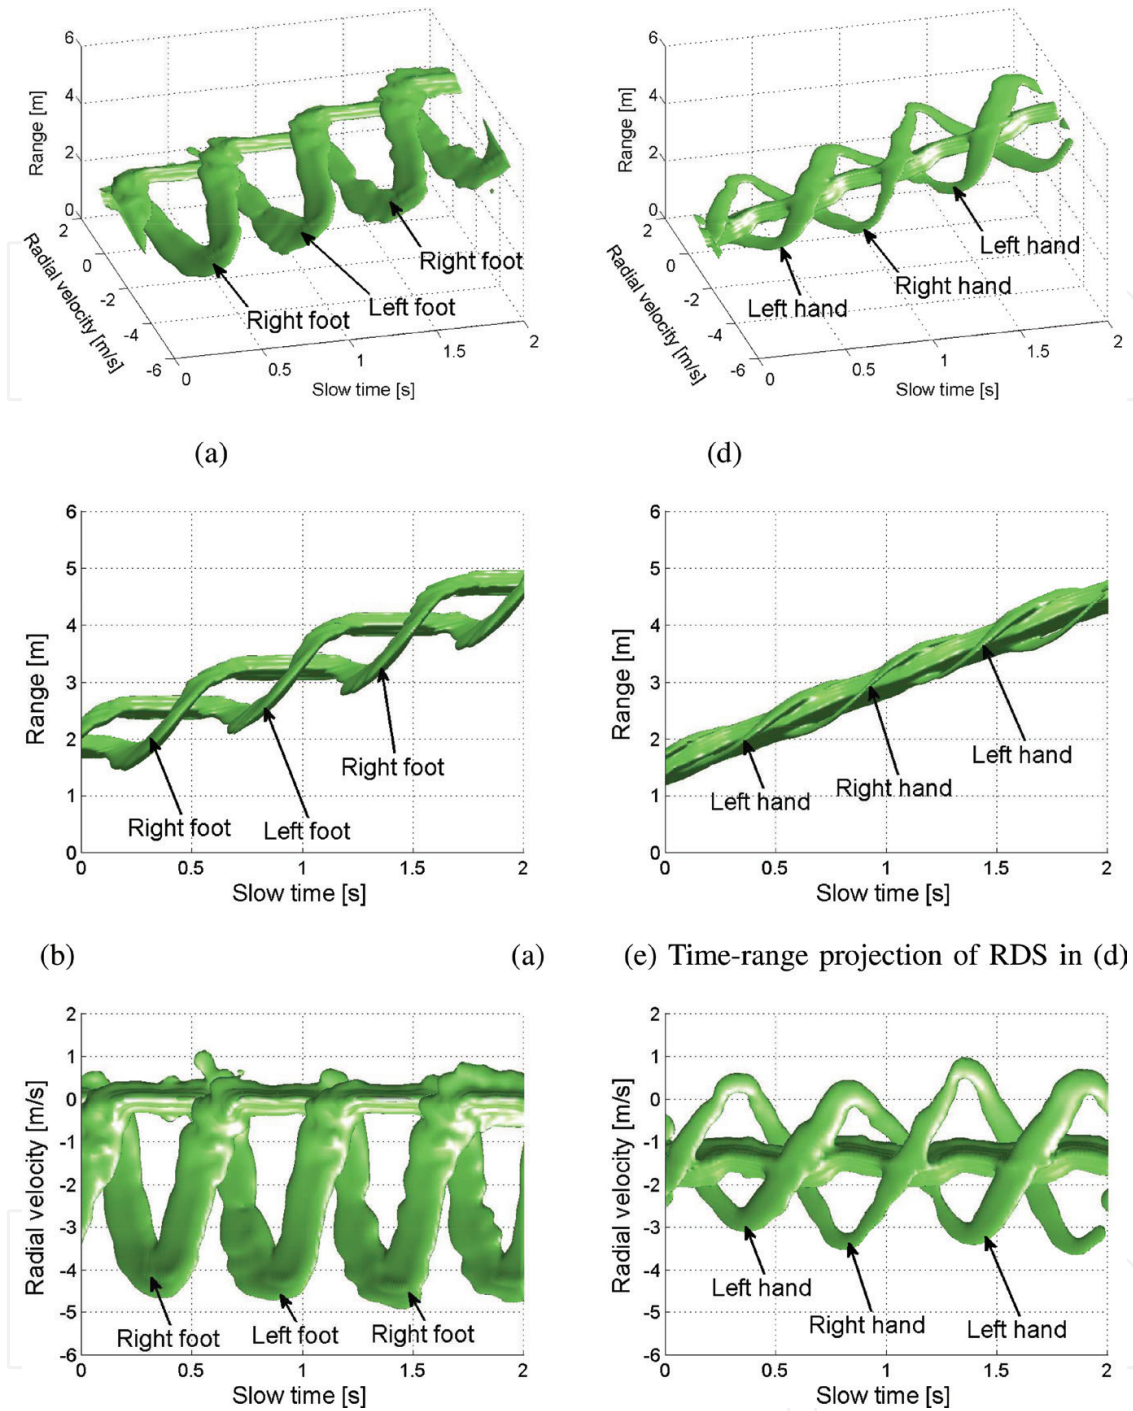 6
4
2
0
Range [m]
2
0
-2
-4
-6
Radial velocity [m/s]
0
0.5
1
1.5
2
Slow time [s]
Right foot
Left foot
Right foot
(a)
6
4
2
0
Range [m]
2
0
-2
-4
-6
Radial velocity [m/s]
0
0.5
1
1.5
2
Slow time [s]
Left hand
Right hand
Left hand
(d)
6
5
4
3
2
1
0
Range [m]
0
0.5
1
1.5
2
Slow time [s]
Right foot
Left foot
Right foot
(b) (a)
6
5
4
3
2
1
0
Range [m]
0
0.5
1
1.5
2
Slow time [s]
Left hand
Right hand
Left hand
(e) Time-range projection of RDS in (d)
2
1
0
-1
-2
-3
-4
-5
-6
Radial velocity [m/s]
0
0.5
1
1.5
2
Slow time [s]
Right foot
Left foot
Right foot
2
1
0
-1
-2
-3
-4
-5
-6
Radial velocity [m/s]
0
0.5
1
1.5
2
Slow time [s]
Left hand
Right hand
Left hand